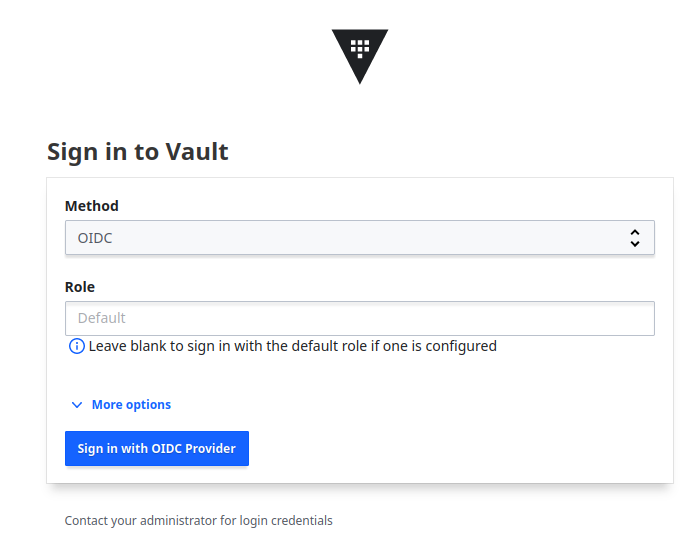 Sign in to Vault
Method
OIDC
Role
Default
Leave blank to sign in with the default role if one is configured
More options
Sign in with OIDC Provider
Contact your administrator for login credentials